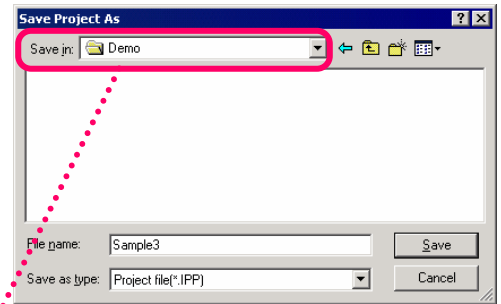 Save Project As
Save in: Demo
File name: Sample3 Save
Save as type: Project file(*.IPP) Cancel